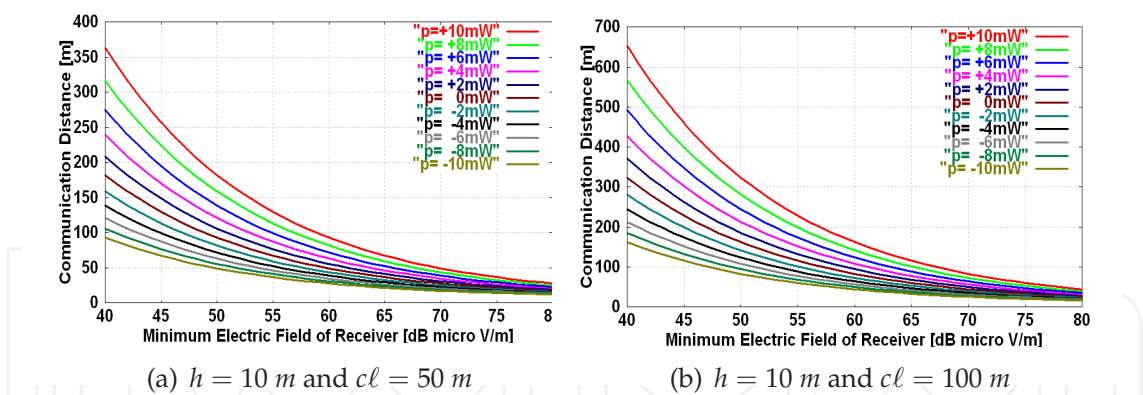 400
350
300
250
200
150
100
50
0
Communication Distance [m]
"p=+10mW"
"p= +8mW"
"p= +6mW"
"p= +4mW"
"p= +2mW"
"p= 0mW"
"p= -2mW"
"p= -4mW"
"p= -6mW"
"p= -8mW"
"p= -10mW"
40 45 50 55 60 65 70 75 8
Minimum Electric Field of Receiver [dB micro V/m]
(a) h = 10 m and cℓ = 50 m
700
600
500
400
300
200
100
0
Communication Distance [m]
"p=+10mW"
"p= +8mW"
"p= +6mW"
"p= +4mW"
"p= +2mW"
"p= 0mW"
"p= -2mW"
"p= -4mW"
"p= -6mW"
"p= -8mW"
"p= -10mW"
40 45 50 55 60 65 70 75 80
Minimum Electric Field of Receiver [dB micro V/m]
(b) h = 10 m and cℓ = 100 m